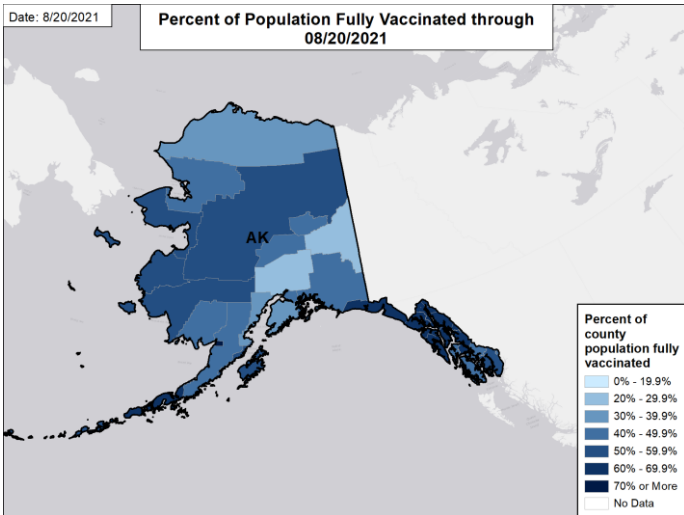 Date: 8/20/2021
Percent of Population Fully Vaccinated through
08/20/2021
AK
Percent of
county
population fully
vaccinated
0% - 19.9%
20% - 29.9%
30% - 39.9%
40% - 49.9%
50% - 59.9%
60% - 69.9%
70% or More
No Data